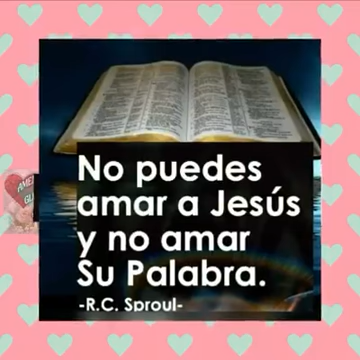 No puedes
amar a Jesús
y no amar
Su Palabra.
-R.C. Sproul-